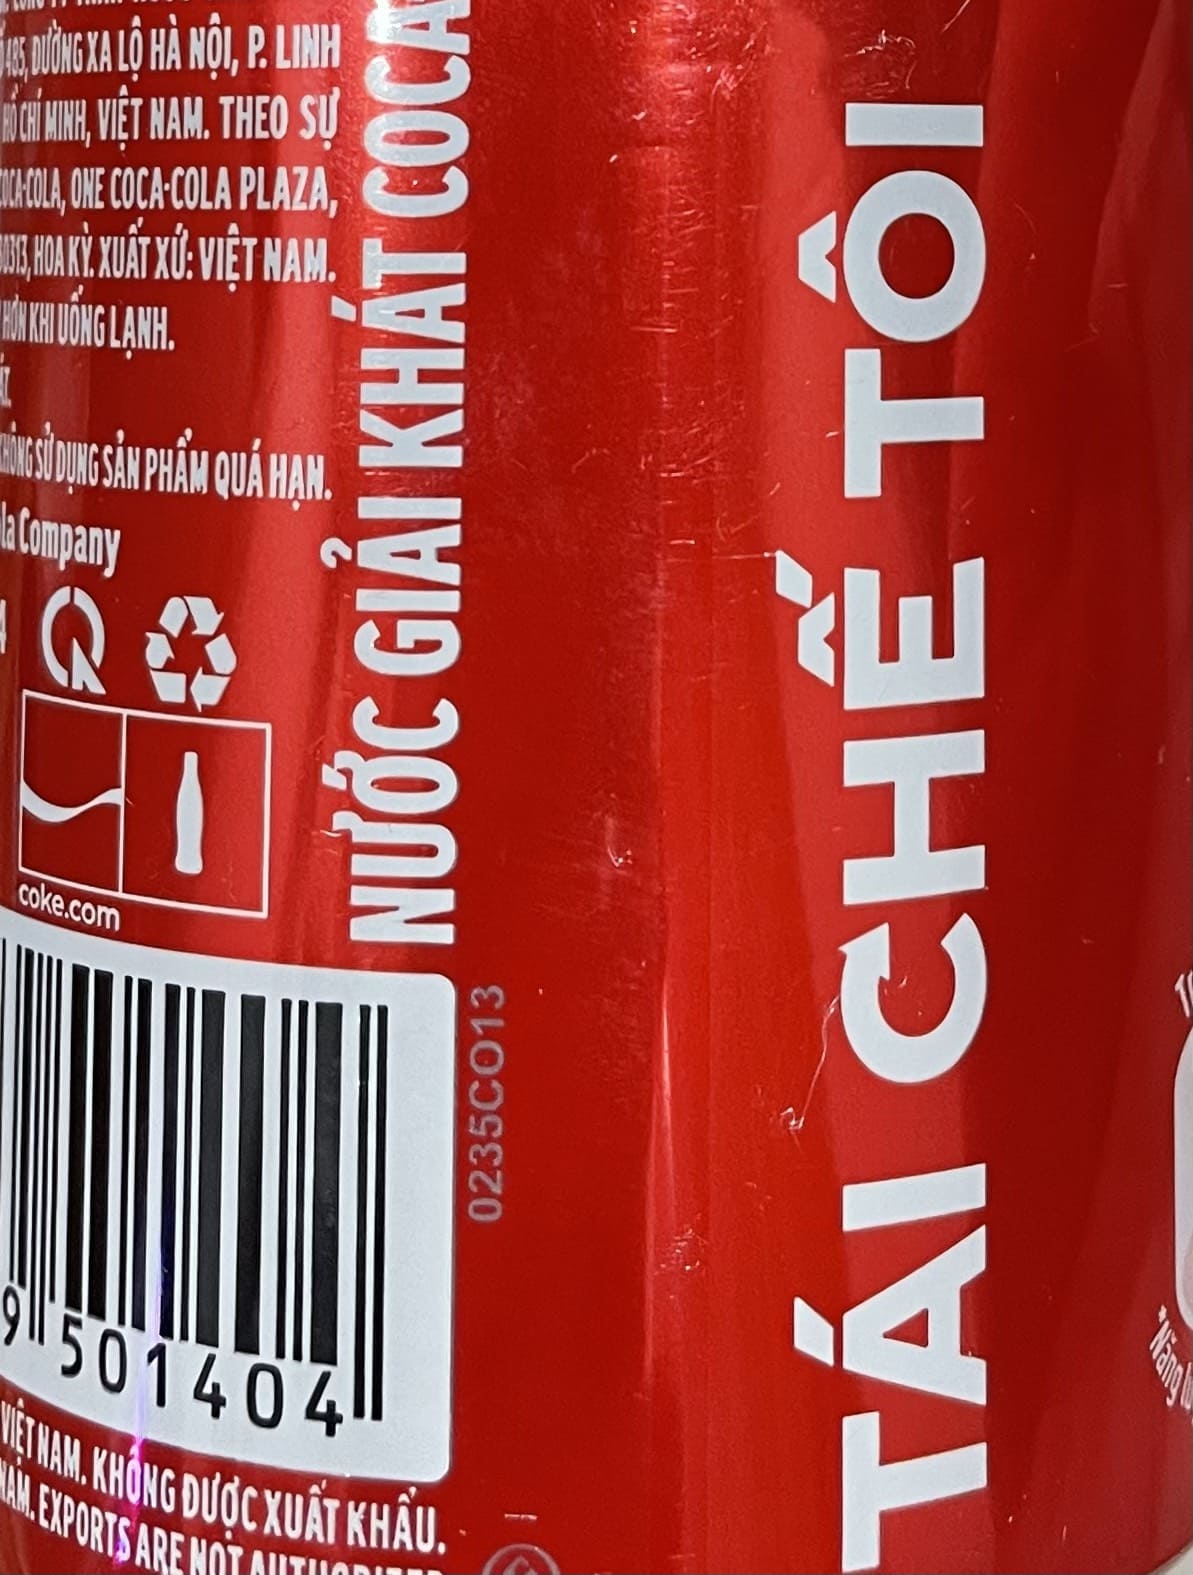 485, ĐƯỜNG XA LỘ HÀ NỘI, P. LINH
HỒ CHÍ MINH, VIỆT NAM. THEO SỰ
COCA-COLA, ONE COCA-COLA PLAZA,
30313, HOA KỲ. XUẤT XỨ: VIỆT NAM.
HƠN KHI UỐNG LẠNH.
KHÔNG SỬ DỤNG SẢN PHẨM QUÁ HẠN.
la Company
coke.com
9 501404
VIỆT NAM. KHÔNG ĐƯỢC XUẤT KHẨU.
NAM. EXPORTS ARE NOT AUTHORIZED
NƯỚC GIẢI KHÁT COCA
0235CO13
TÁI CHẾ TÔI
*Năng